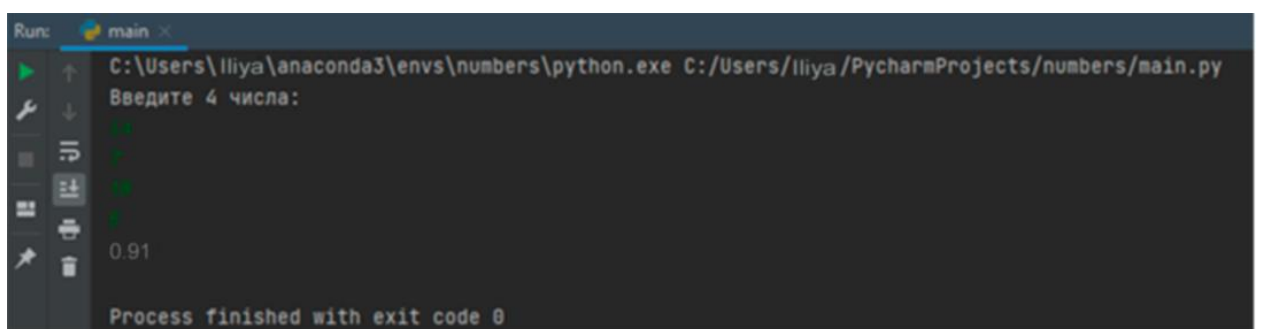 Run: main
C:\Users\Iliya\anaconda3\envs\numbers\python.exe C:/Users/Iliya/PycharmProjects/numbers/main.py
Введите 4 числа:
0.91
Process finished with exit code 0